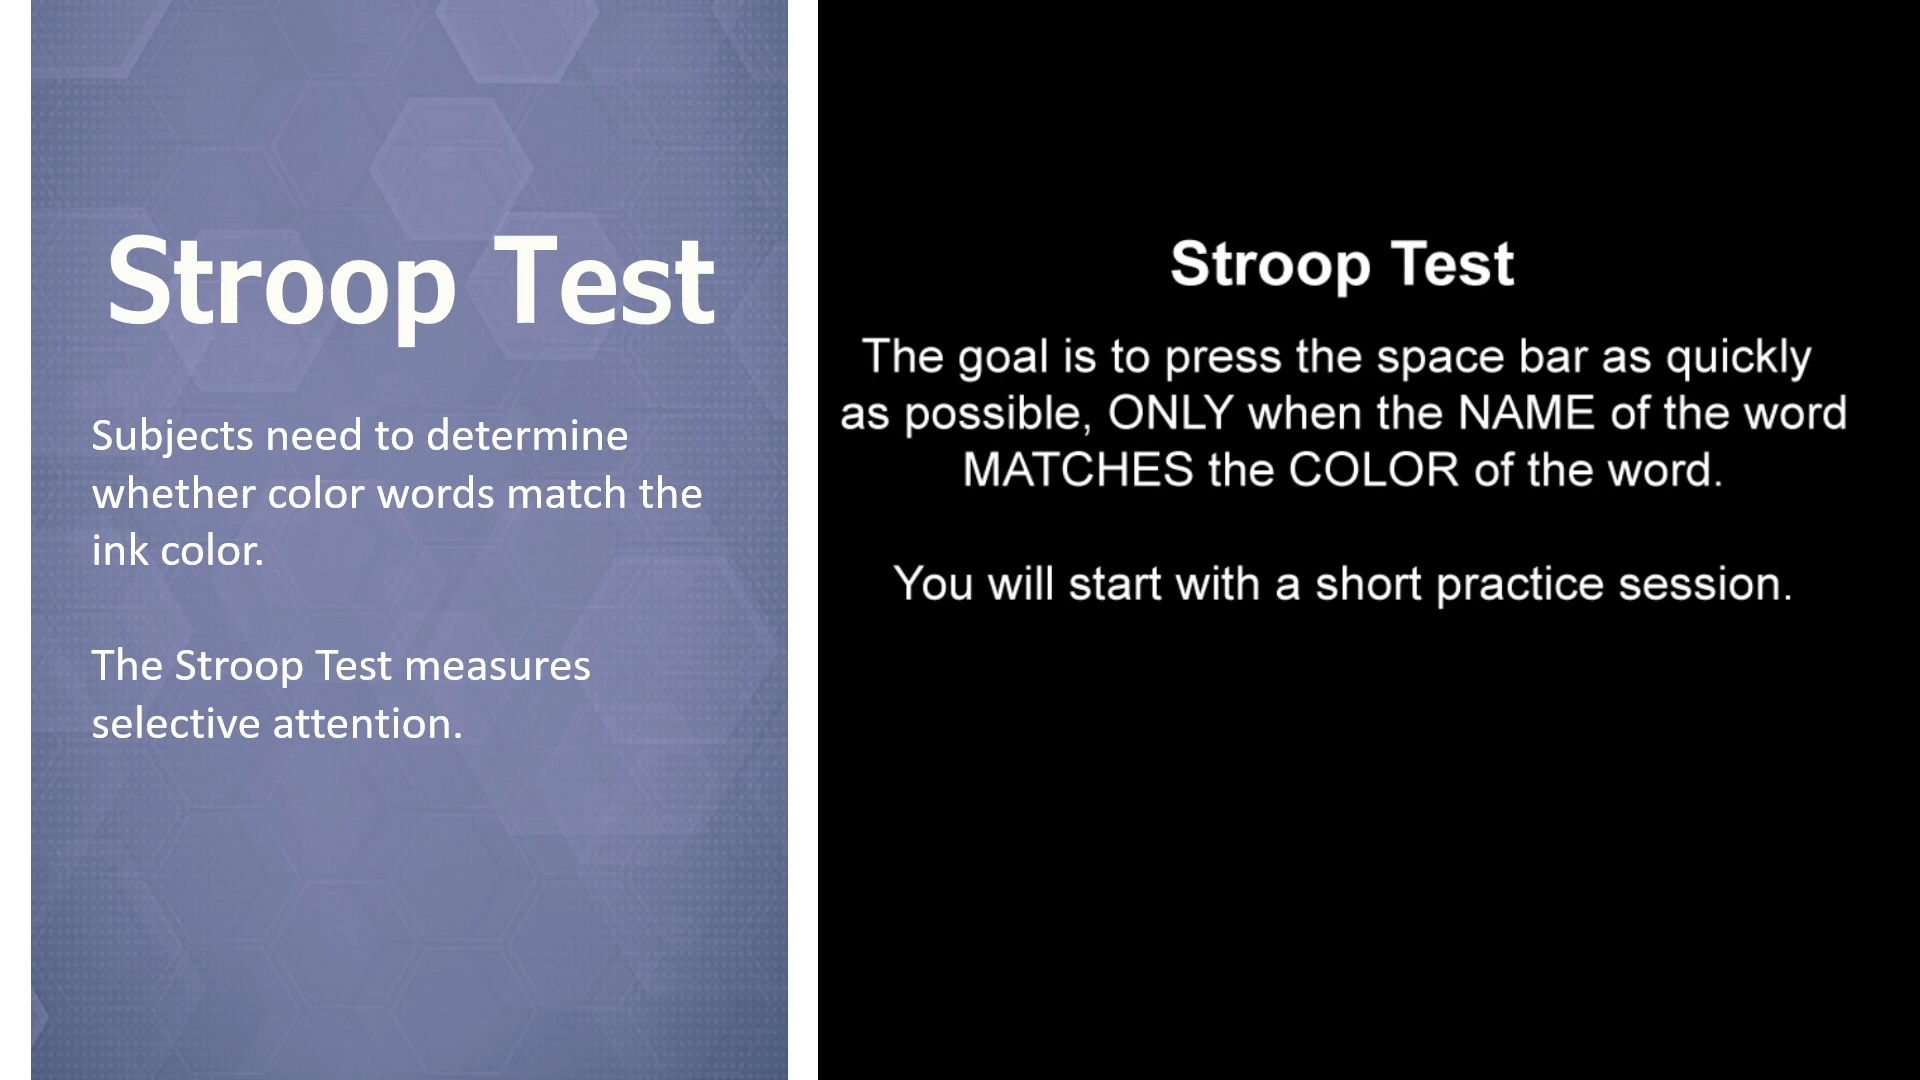 Stroop Test
Subjects need to determine
whether color words match the
ink color.
The Stroop Test measures
selective attention.
Stroop Test
The goal is to press the space bar as quickly
as possible, ONLY when the NAME of the word
MATCHES the COLOR of the word.
You will start with a short practice session.